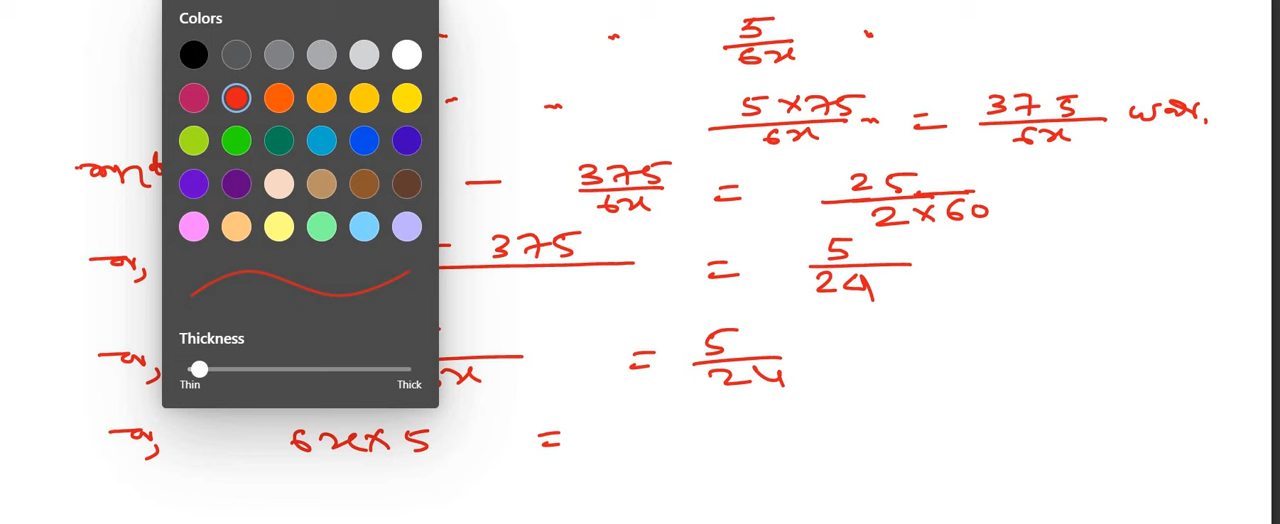 Colors
5/6x
5×75/6x = 375/6x
- 375/6x = 25/2×60
- 375 = 5/24
Thickness
Thin Thick
x = 5/24
6x×5 =